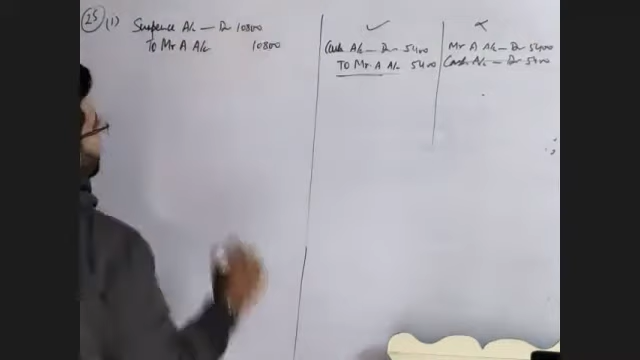 25 (1) Suspence A/c — Dr 10800
To Mr A A/c 10800
✓
Cash A/c — Dr 5400
To Mr. A A/c 5400
×
Mr A A/c — Dr 5400
Cash A/c — Dr 5400